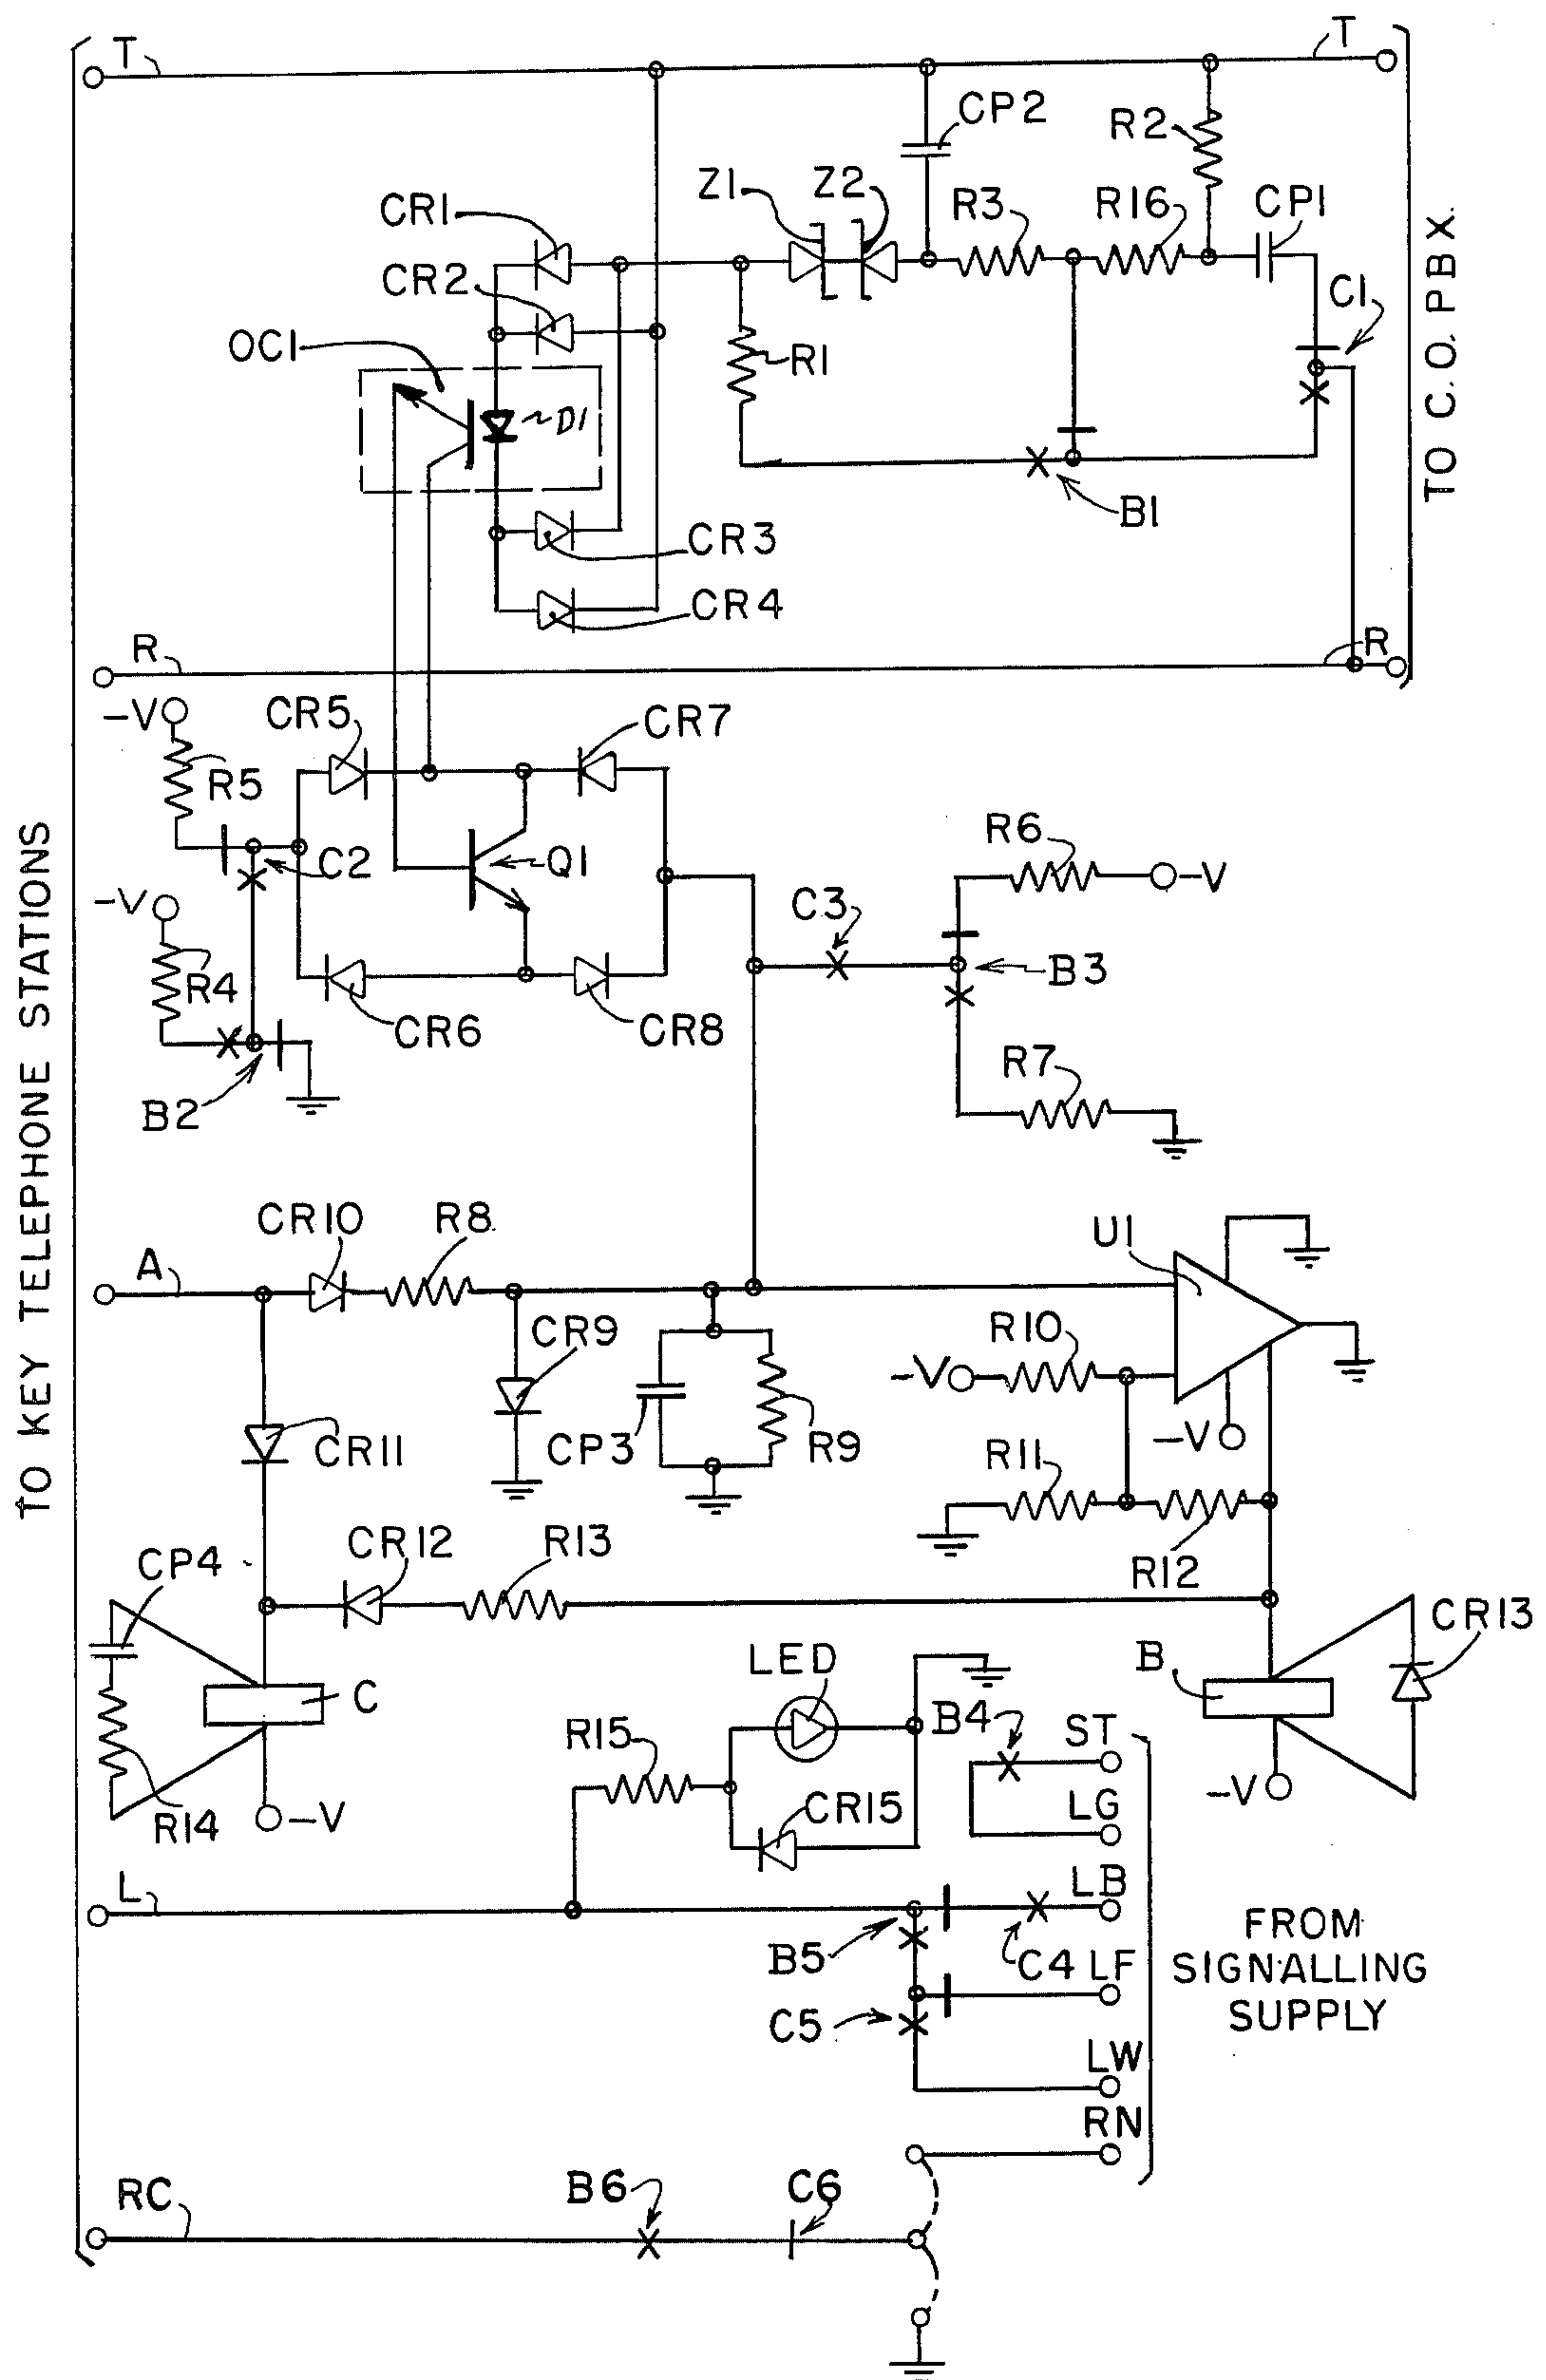 T
T
CP2
R2
Z1
Z2
R3
R16
CP1
CR1
CR2
C1
OC1
R1
D1
B1
CR3
CR4
TO C.O. PBX.
R
R
-V
CR5
CR7
R5
C2
Q1
R6
-V
-V
C3
R4
B3
CR6
CR8
B2
R7
TO KEY TELEPHONE STATIONS
A
CR10
R8
U1
CR9
R10
-V
CP3
R9
-V
CR11
R11
CR12
R13
R12
CP4
CR13
LED
B
C
B4
ST
R15
-V
R14
-V
CR15
LG
L
LB
B5
C4
LF
FROM
SIGNALLING
SUPPLY
C5
LW
RN
RC
B6
C6